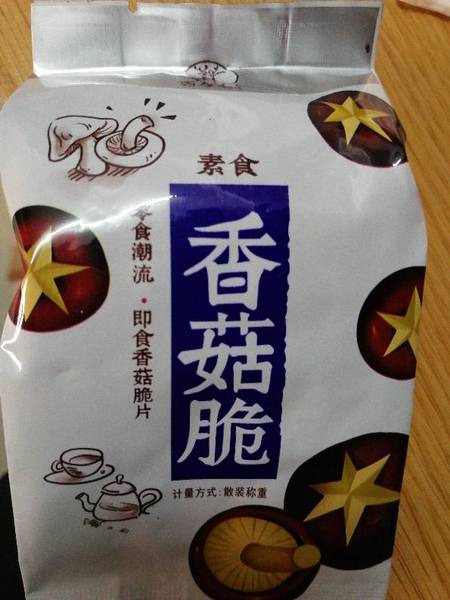 素食
香菇脆
零食潮流·即食香菇脆片
计量方式:散装称重